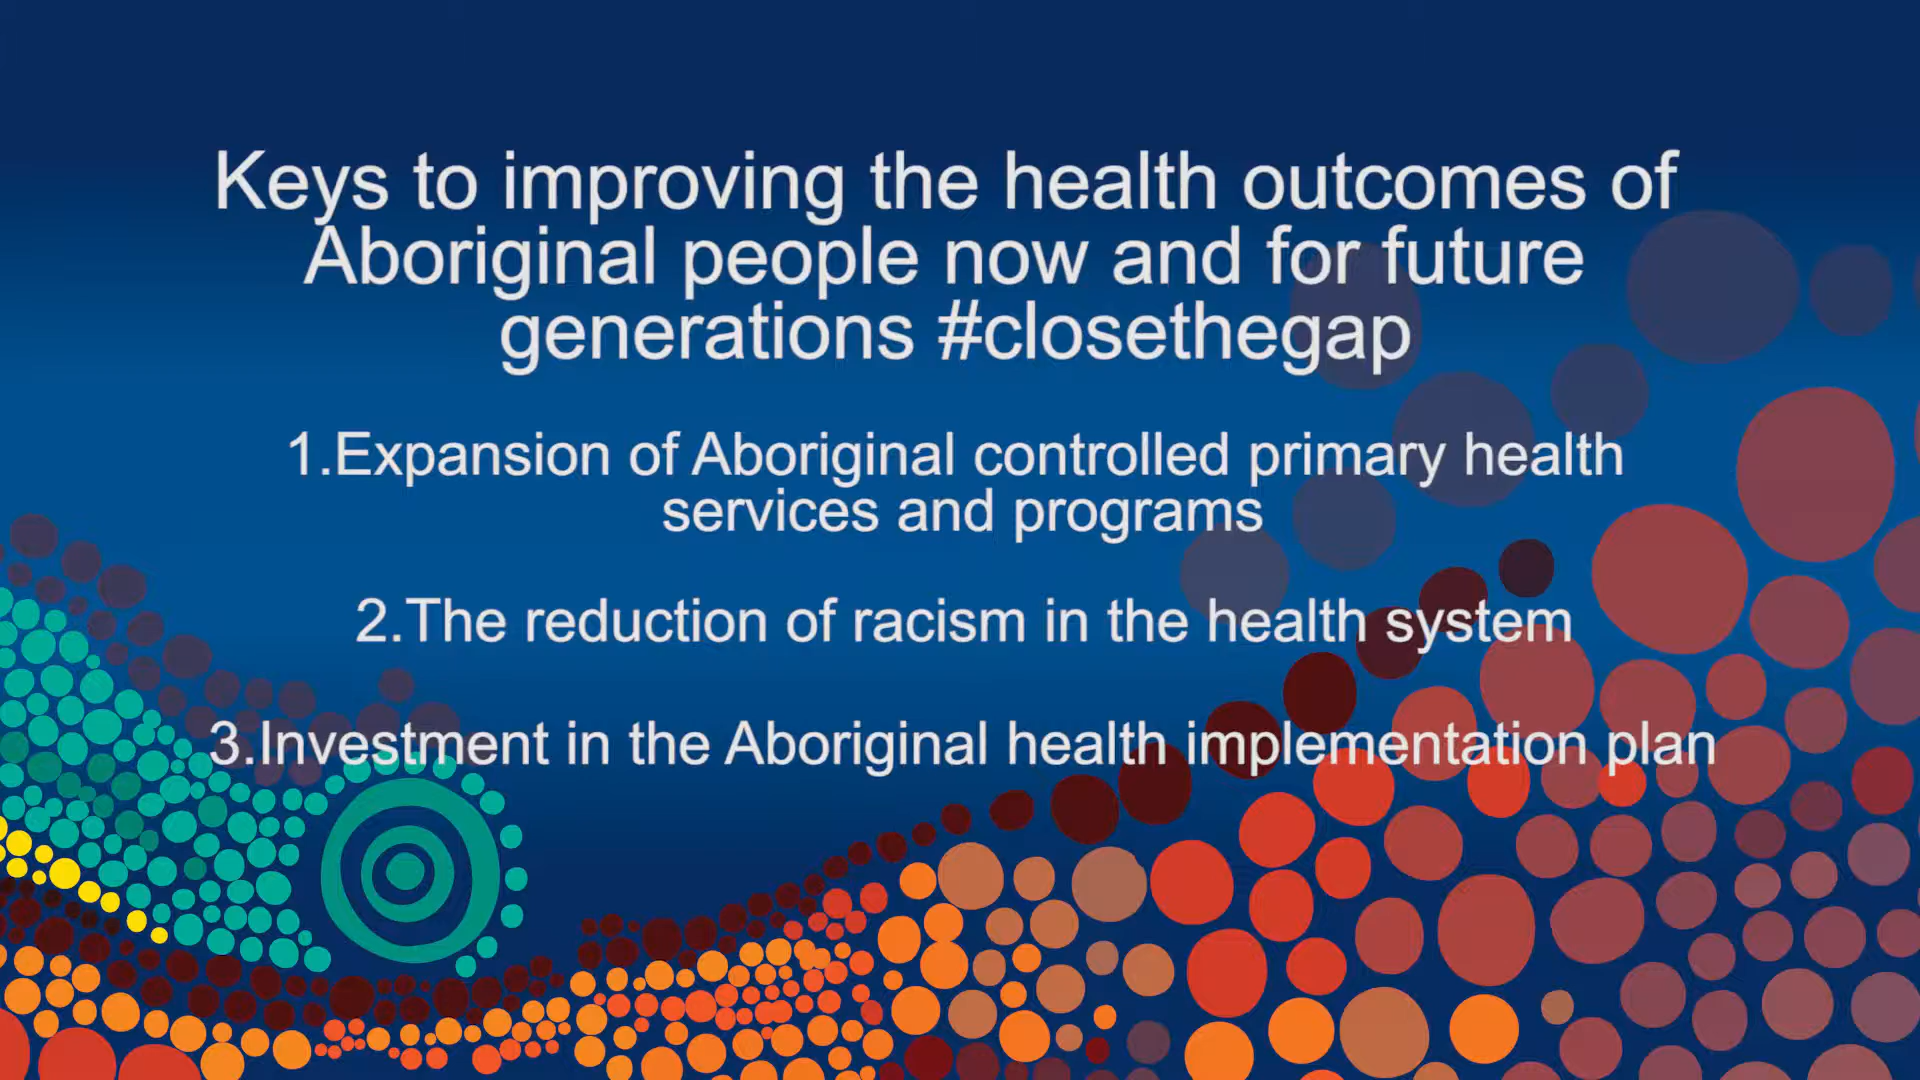 Keys to improving the health outcomes of
Aboriginal people now and for future
generations #closethegap
1.Expansion of Aboriginal controlled primary health
services and programs
2.The reduction of racism in the health system
3.Investment in the Aboriginal health implementation plan